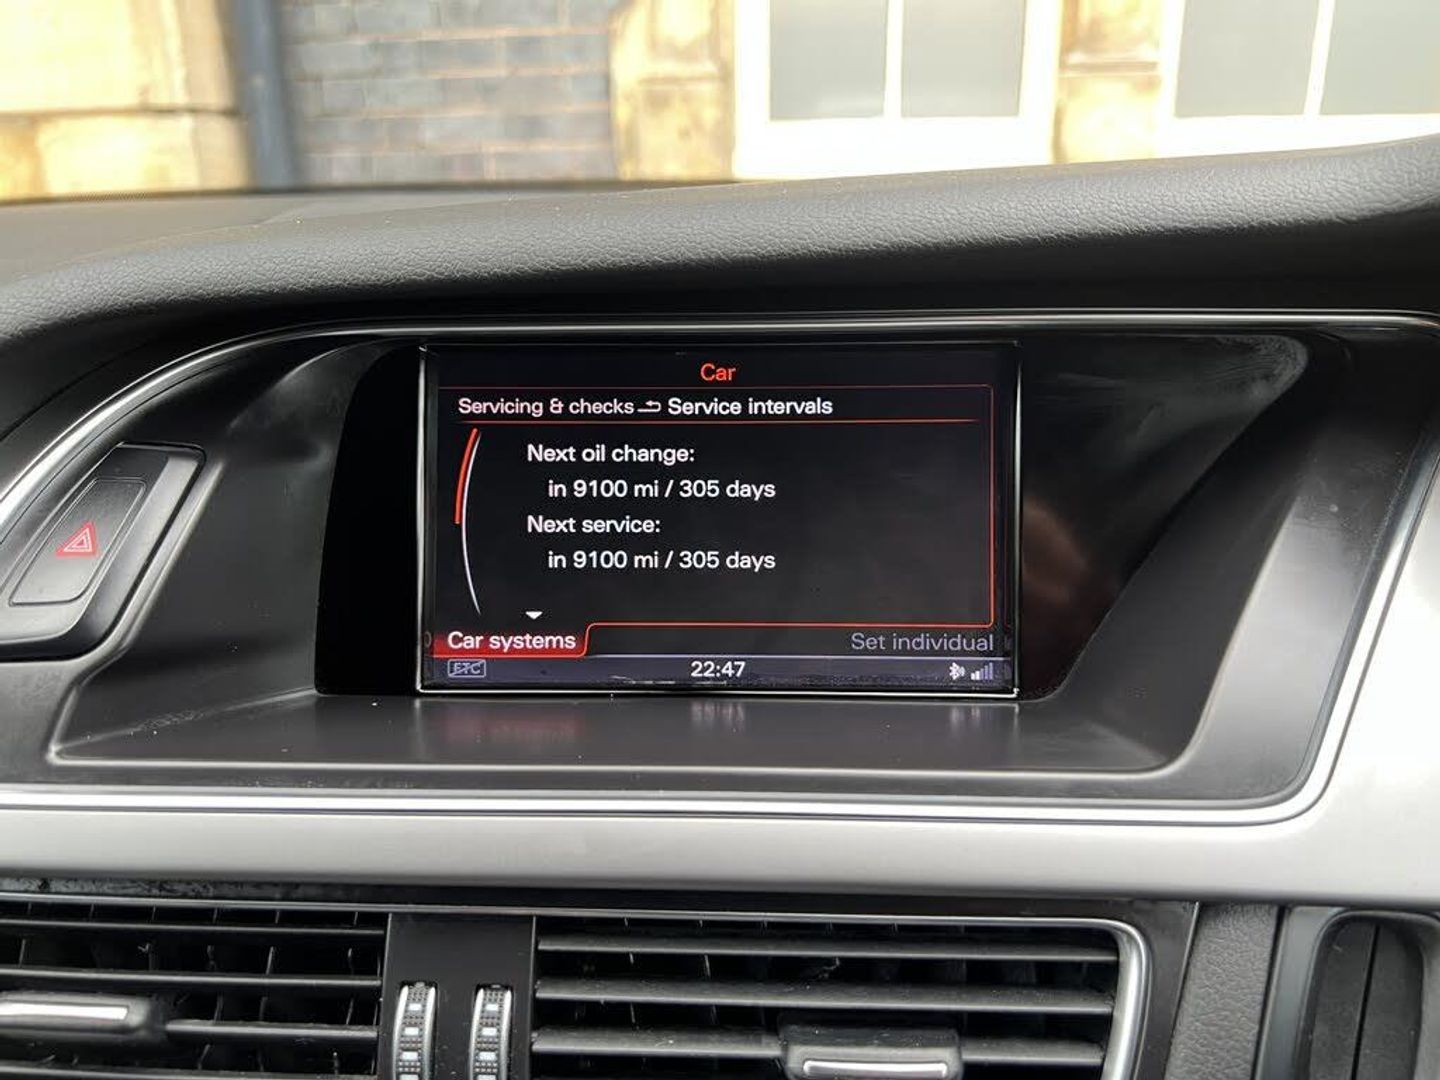 Car
Servicing & checks Service intervals
Next oil change:
in 9100 mi / 305 days
Next service:
in 9100 mi / 305 days
Car systems
Set individual
ETC
22:47